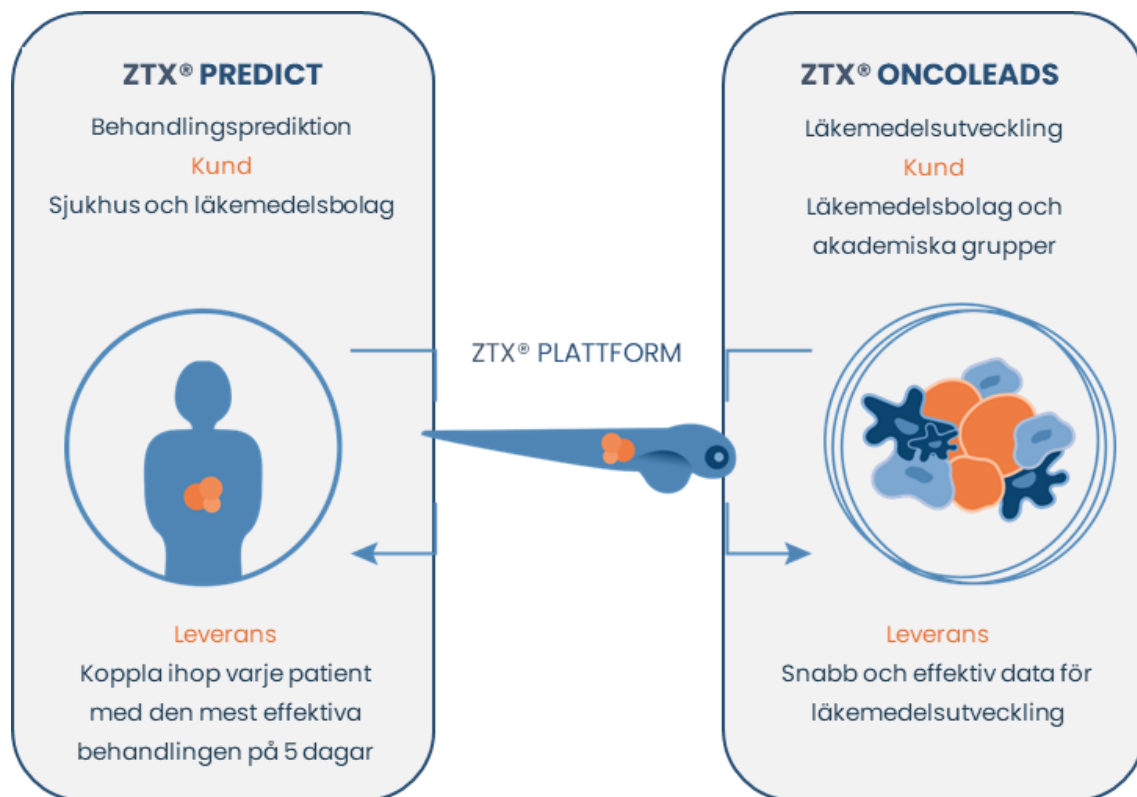 ZTX® PREDICT
Behandlingsprediktion
Kund
Sjukhus och läkemedelsbolag
Leverans
Koppla ihop varje patient
med den mest effektiva
behandlingen på 5 dagar
ZTX® PLATTFORM
ZTX® ONCOLEADS
Läkemedelsutveckling
Kund
Läkemedelsbolag och
akademiska grupper
Leverans
Snabb och effektiv data för
läkemedelsutveckling